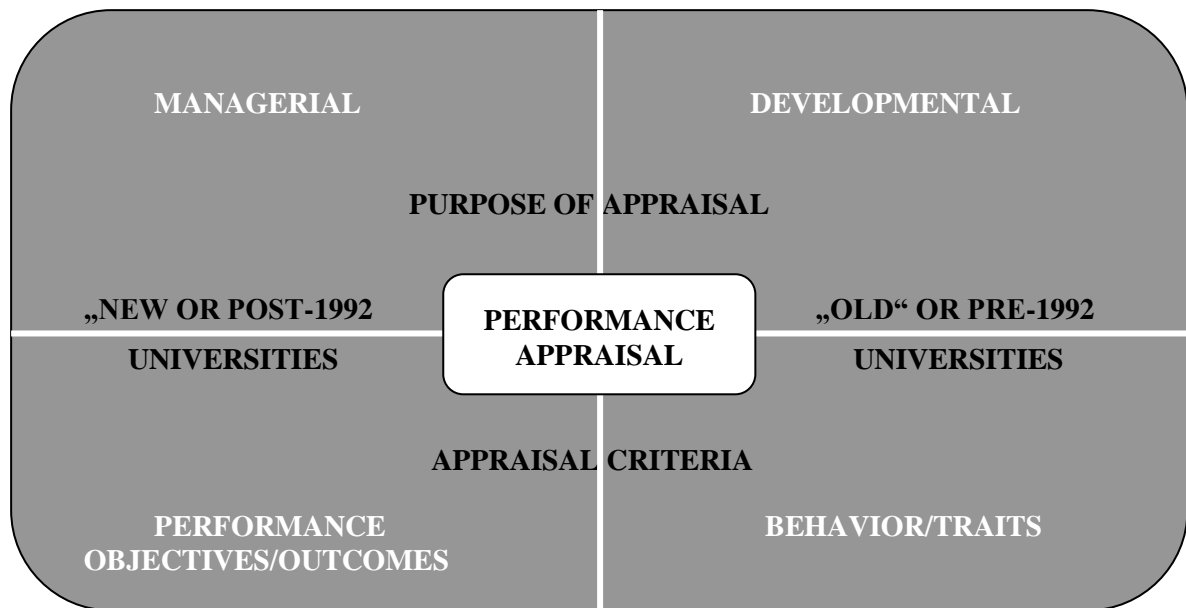 MANAGERIAL
DEVELOPMENTAL
PURPOSE OF APPRAISAL
„NEW OR POST-1992
UNIVERSITIES
PERFORMANCE
APPRAISAL
„OLD“ OR PRE-1992
UNIVERSITIES
APPRAISAL CRITERIA
PERFORMANCE
OBJECTIVES/OUTCOMES
BEHAVIOR/TRAITS